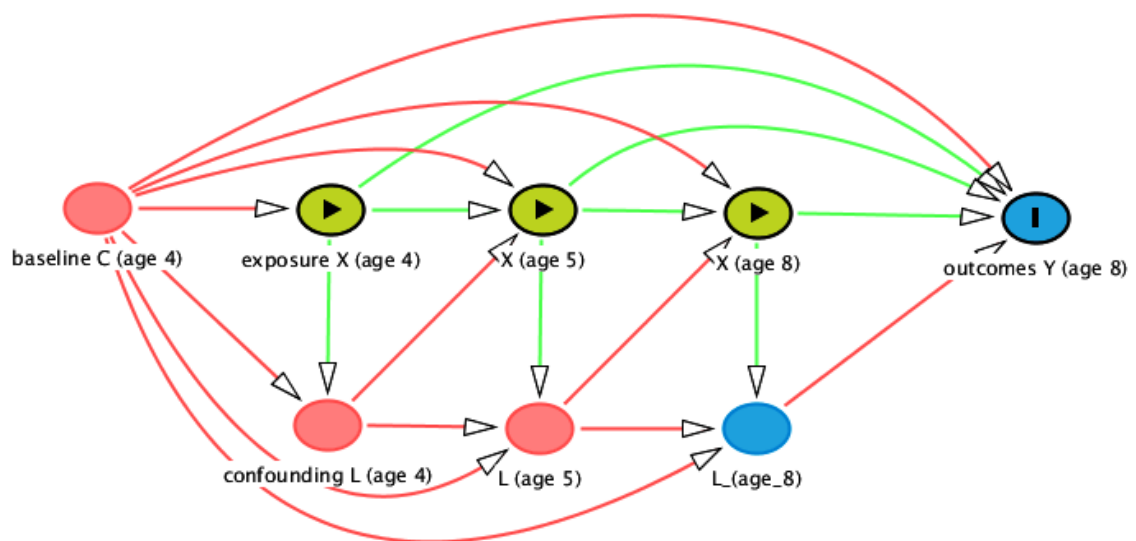 baseline C (age 4)
exposure X (age 4)
X (age 5)
X (age 8)
outcomes Y (age 8)
confounding L (age 4)
L (age 5)
L_(age_8)